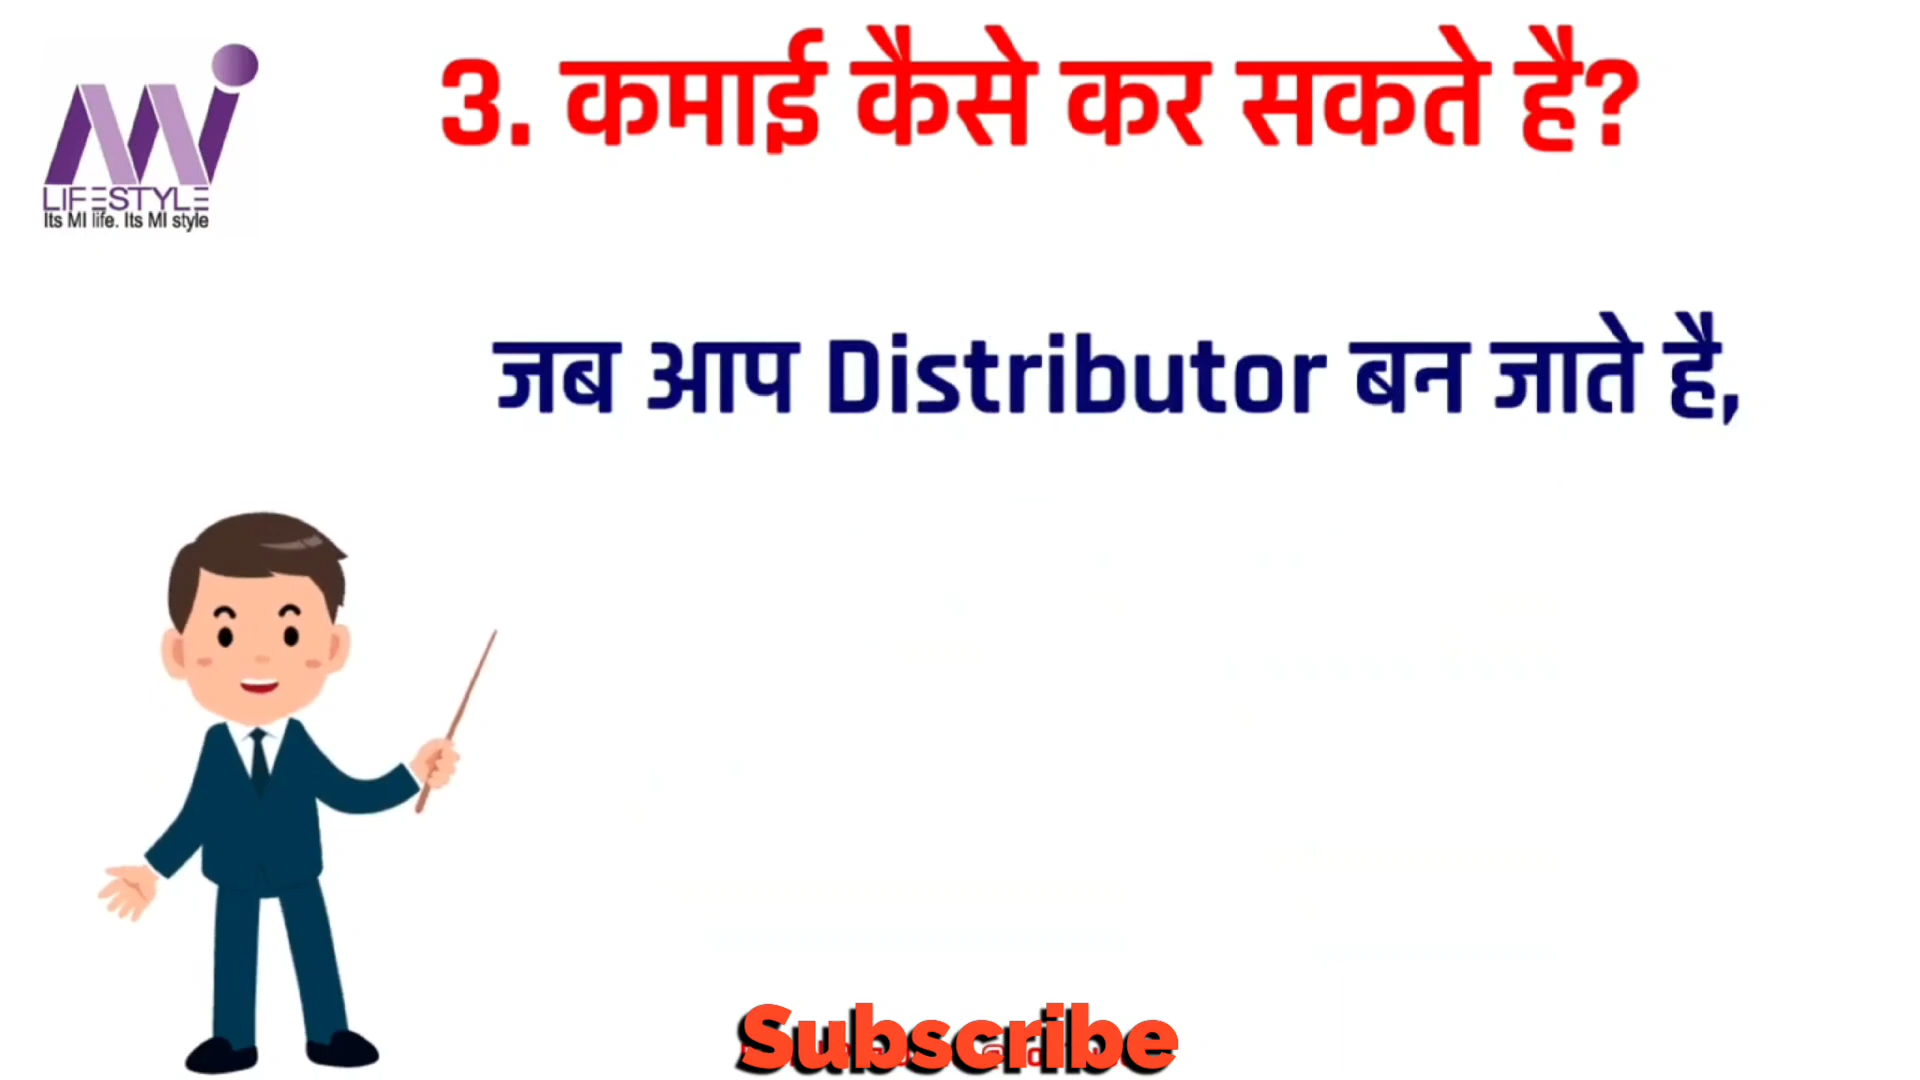 3. कमाई कैसे कर सकते है?
LIFESTYLE
Its MI life. Its MI style
जब आप Distributor बन जाते है,
Subscribe